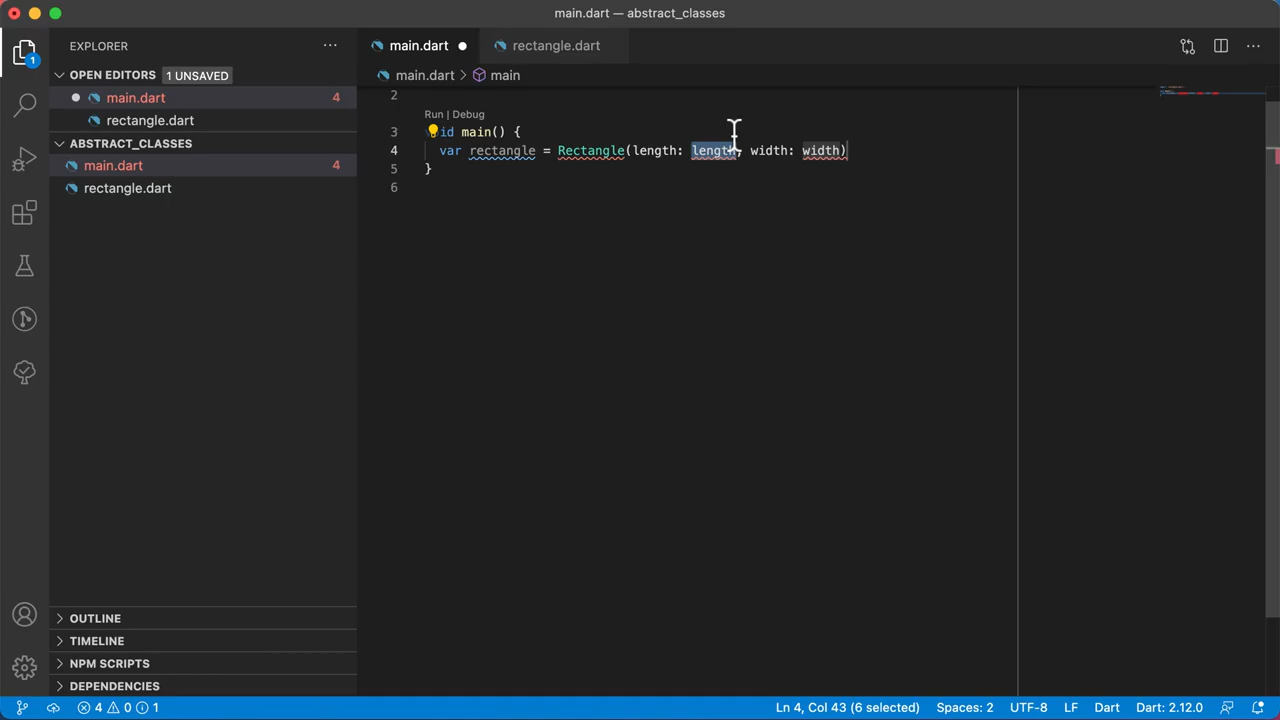 main.dart — abstract_classes
EXPLORER
main.dart
rectangle.dart
OPEN EDITORS 1 UNSAVED
main.dart > main
main.dart 4
rectangle.dart
ABSTRACT_CLASSES
main.dart 4
rectangle.dart
2
Run | Debug
3 id main() {
4 var rectangle = Rectangle(length: length, width: width)
5 }
6
OUTLINE
TIMELINE
NPM SCRIPTS
DEPENDENCIES
1
4 0 1 Ln 4, Col 43 (6 selected) Spaces: 2 UTF-8 LF Dart Dart: 2.12.0